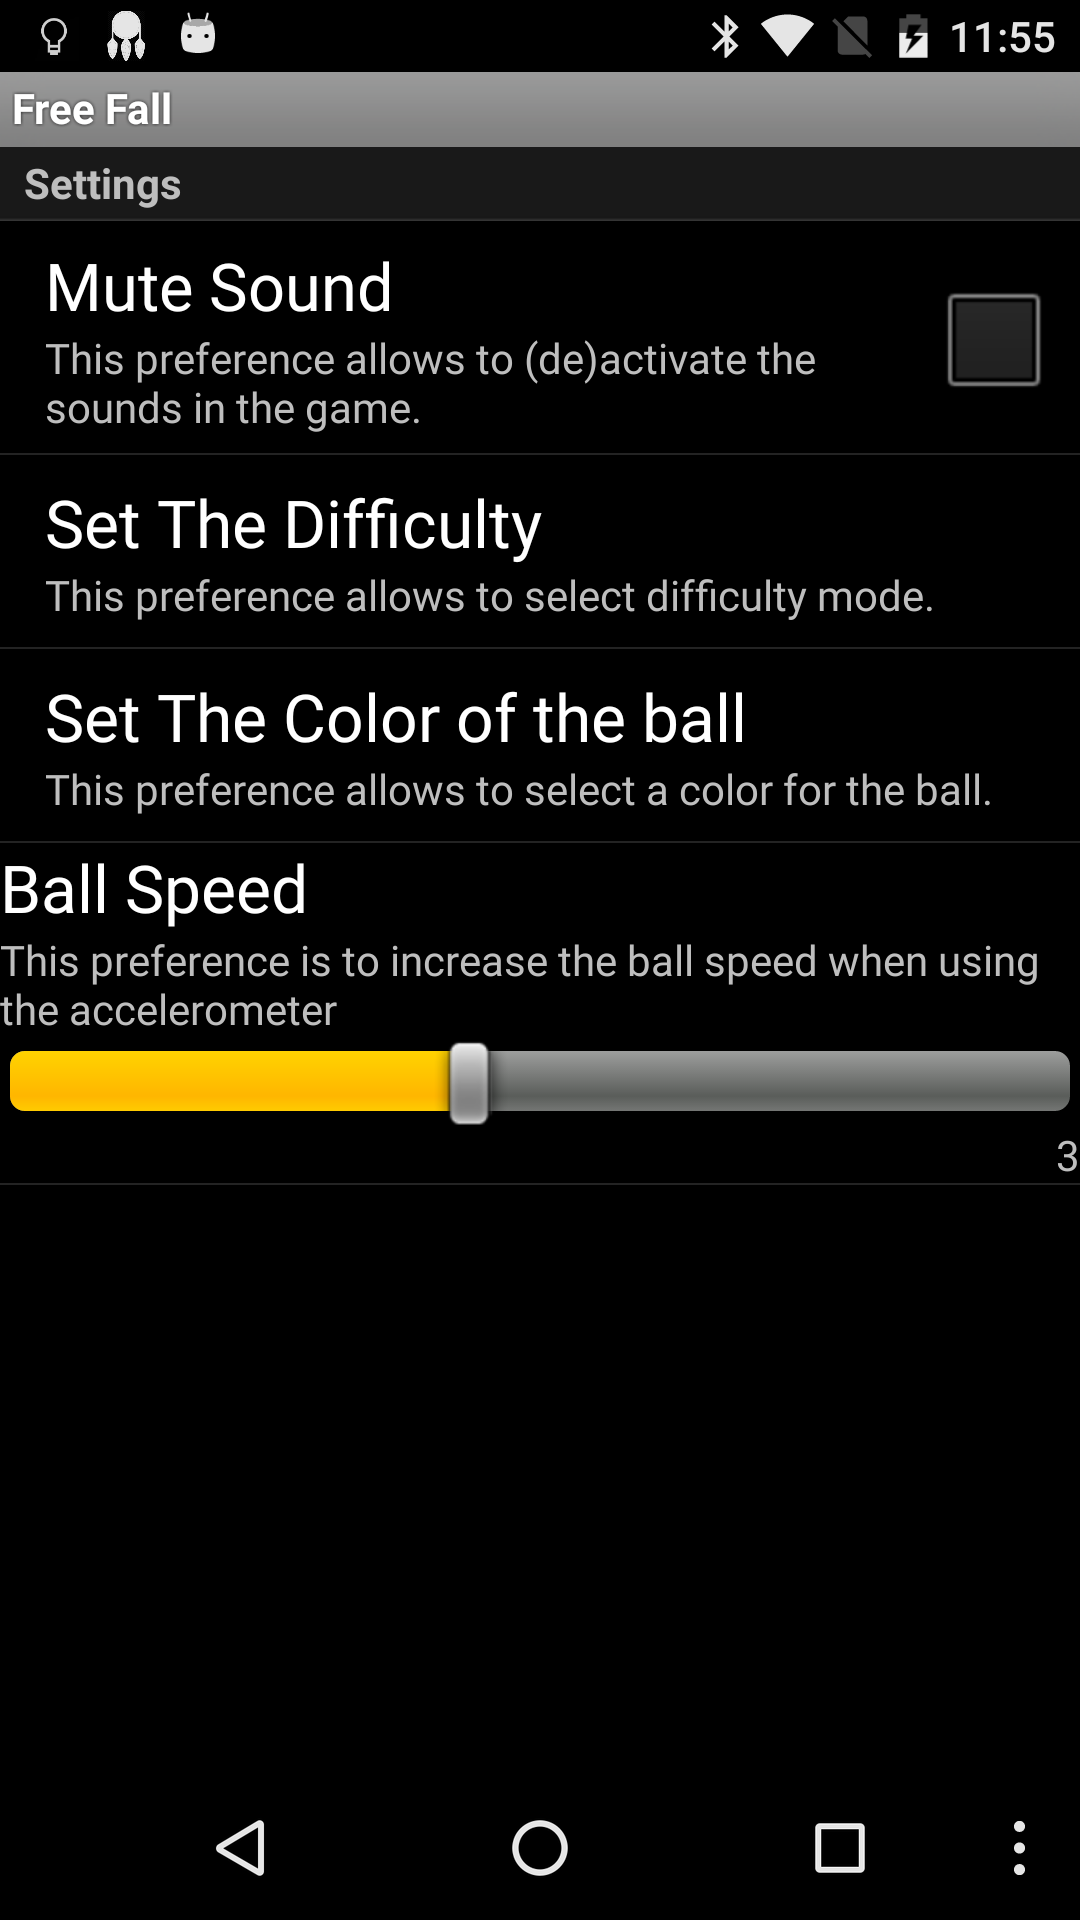 11:55
Free Fall
Settings
Mute Sound
This preference allows to (de)activate the
sounds in the game.
Set The Difficulty
This preference allows to select difficulty mode.
Set The Color of the ball
This preference allows to select a color for the ball.
Ball Speed
This preference is to increase the ball speed when using
the accelerometer
3